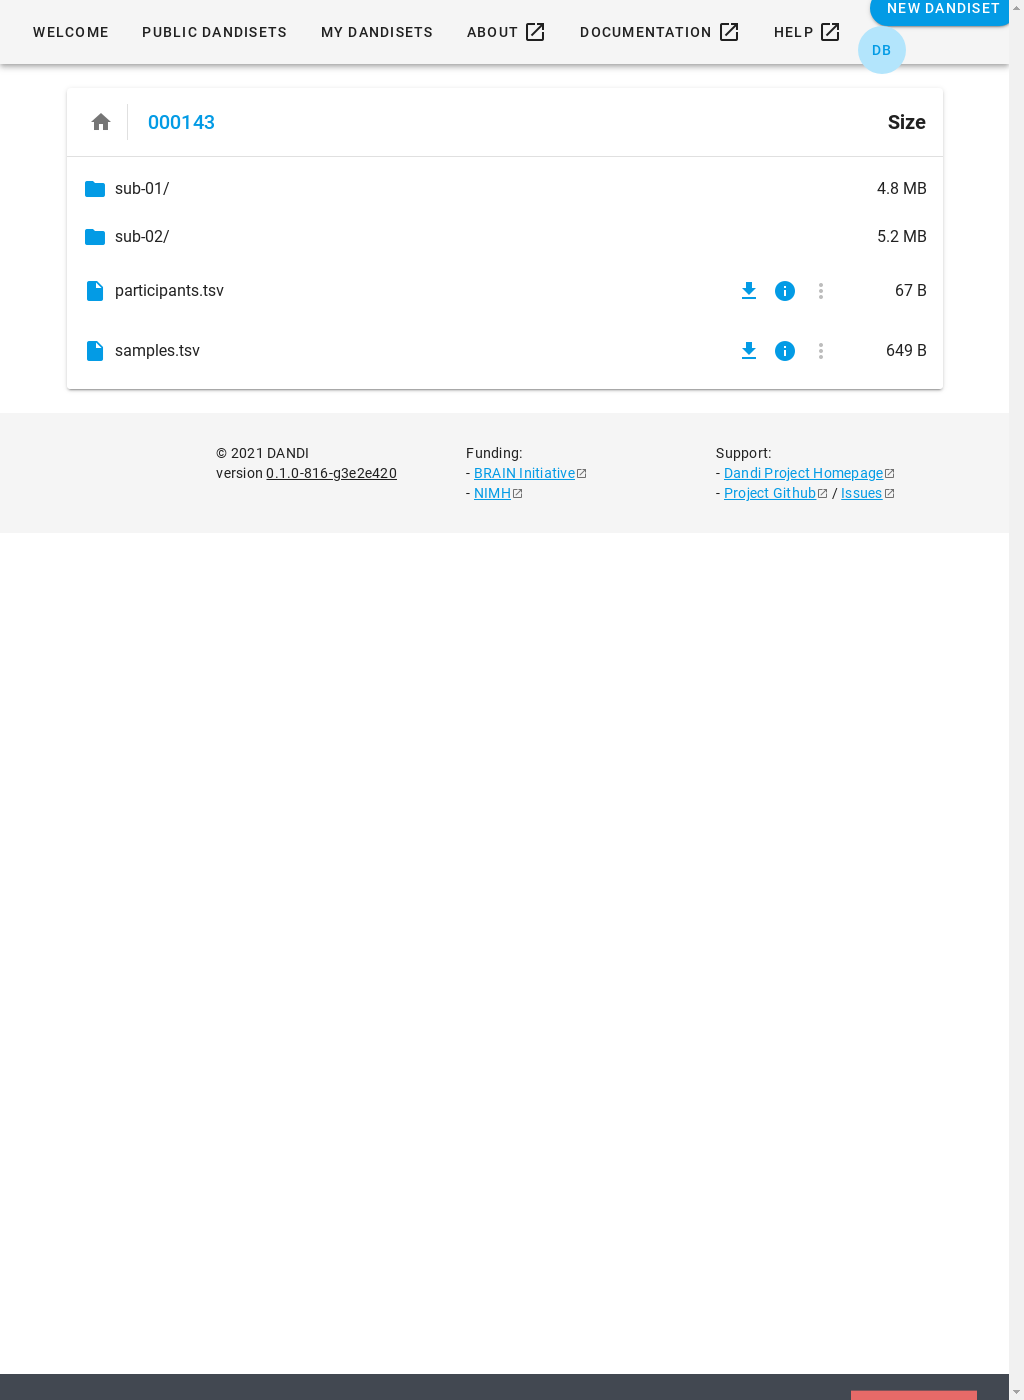 WELCOME PUBLIC DANDISETS MY DANDISETS ABOUT DOCUMENTATION HELP NEW DANDISET
DB
000143 Size
sub-01/ 4.8 MB
sub-02/ 5.2 MB
participants.tsv 67 B
samples.tsv 649 B
© 2021 DANDI
version 0.1.0-816-g3e2e420
Funding:
- BRAIN Initiative
- NIMH
Support:
- Dandi Project Homepage
- Project Github / Issues